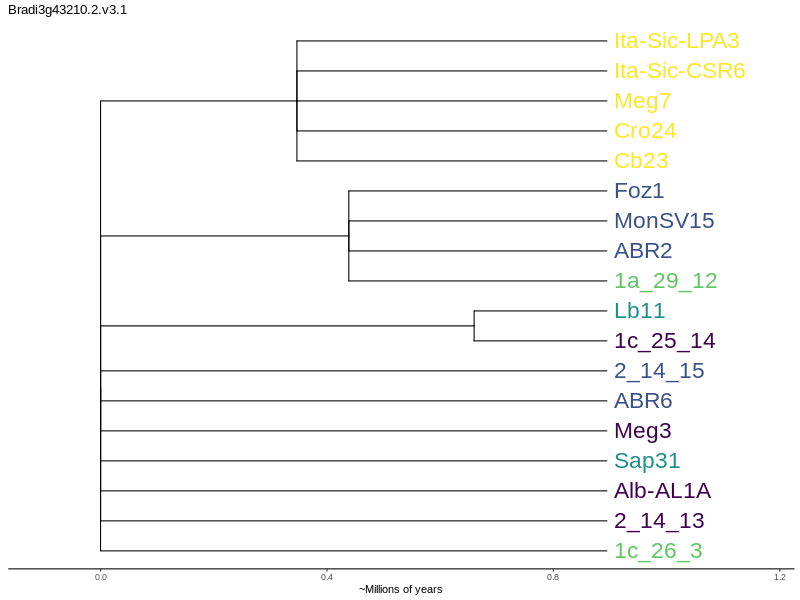 Bradi3g43210.2.v3.1
Ita-Sic-LPA3
Ita-Sic-CSR6
Meg7
Cro24
Cb23
Foz1
MonSV15
ABR2
1a_29_12
Lb11
1c_25_14
2_14_15
ABR6
Meg3
Sap31
Alb-AL1A
2_14_13
1c_26_3
0.0 0.4 0.8 1.2
~Millions of years